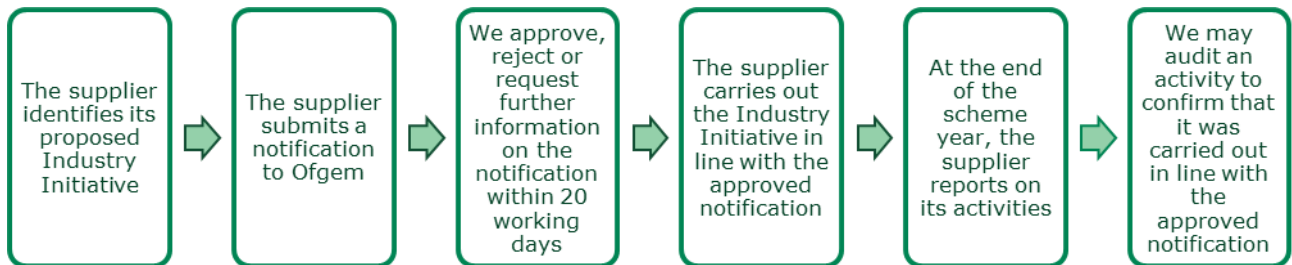 The supplier
identifies its
proposed
Industry
Initiative
The supplier
submits a
notification
to Ofgem
We approve,
reject or
request
further
information
on the
notification
within 20
working
days
The supplier
carries out
the Industry
Initiative in
line with the
approved
notification
At the end
of the
scheme
year, the
supplier
reports on
its activities
We may
audit an
activity to
confirm that
it was
carried out
in line with
the
approved
notification